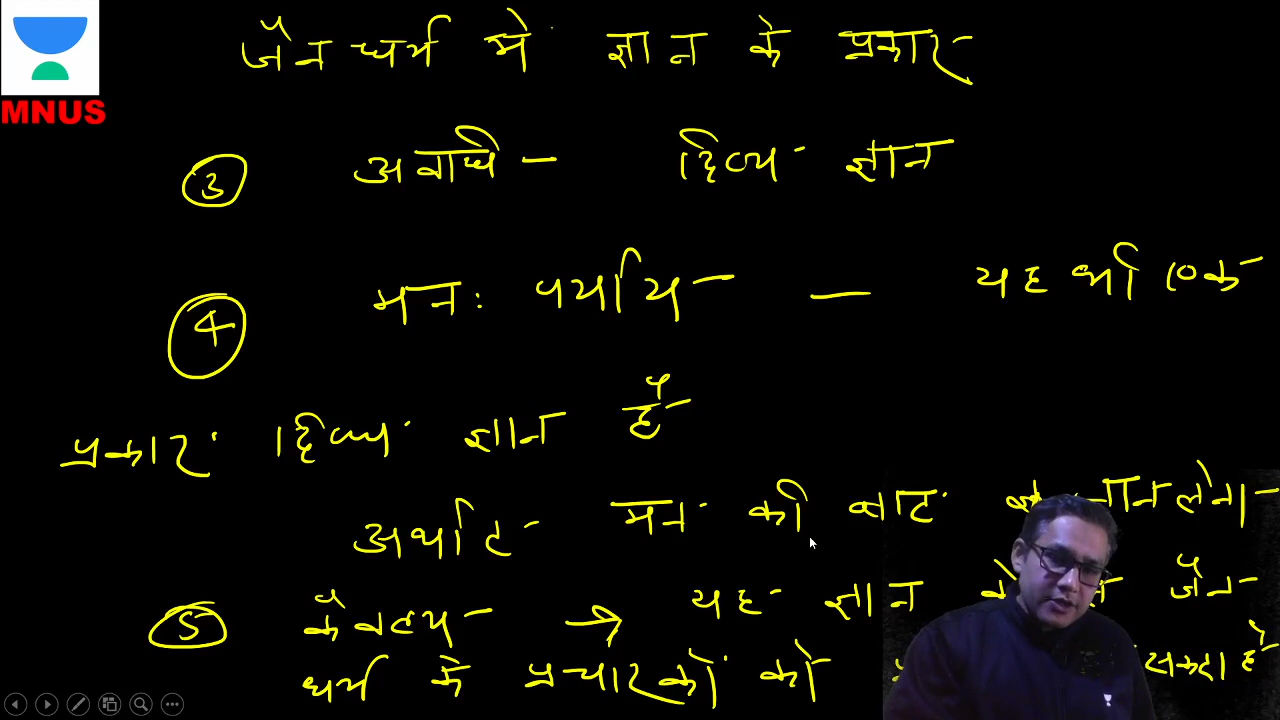 MNUS
जैन धर्म में ज्ञान के प्रकार
3 अवधि - दिव्य ज्ञान
4 मन: पर्याय - यह भी एक
प्रकार दिव्य ज्ञान है
अर्थात मन की बात लेना
5 कैवल्य → यह ज्ञान जैन
धर्म के प्रचारकों को सकता है